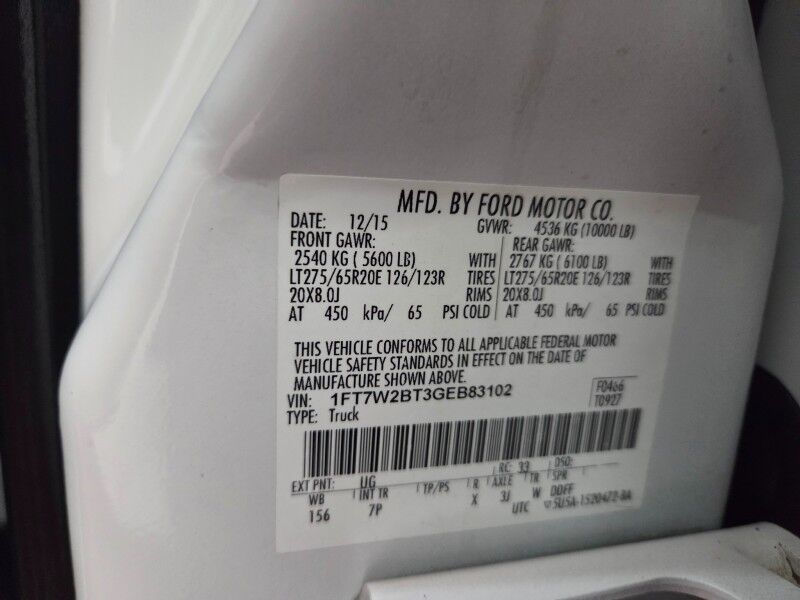 MFD. BY FORD MOTOR CO.
DATE: 12/15 GVWR: 4536 KG (10000 LB)
FRONT GAWR: REAR GAWR:
2540 KG ( 5600 LB) WITH 2767 KG ( 6100 LB) WITH
LT275/65R20E 126/123R TIRES LT275/65R20E 126/123R TIRES
20X8.0J RIMS 20X8.0J RIMS
AT 450 kPa/ 65 PSI COLD AT 450 kPa/ 65 PSI COLD
THIS VEHICLE CONFORMS TO ALL APPLICABLE FEDERAL MOTOR
VEHICLE SAFETY STANDARDS IN EFFECT ON THE DATE OF
MANUFACTURE SHOWN ABOVE.
VIN: 1FT7W2BT3GEB83102 F0466
TYPE: Truck T0927
EXT PNT: UG RC: 33 DSO:
WB INT TR TP/PS R AXLE TR SPR
156 7P X 3J W DDFF
UTC